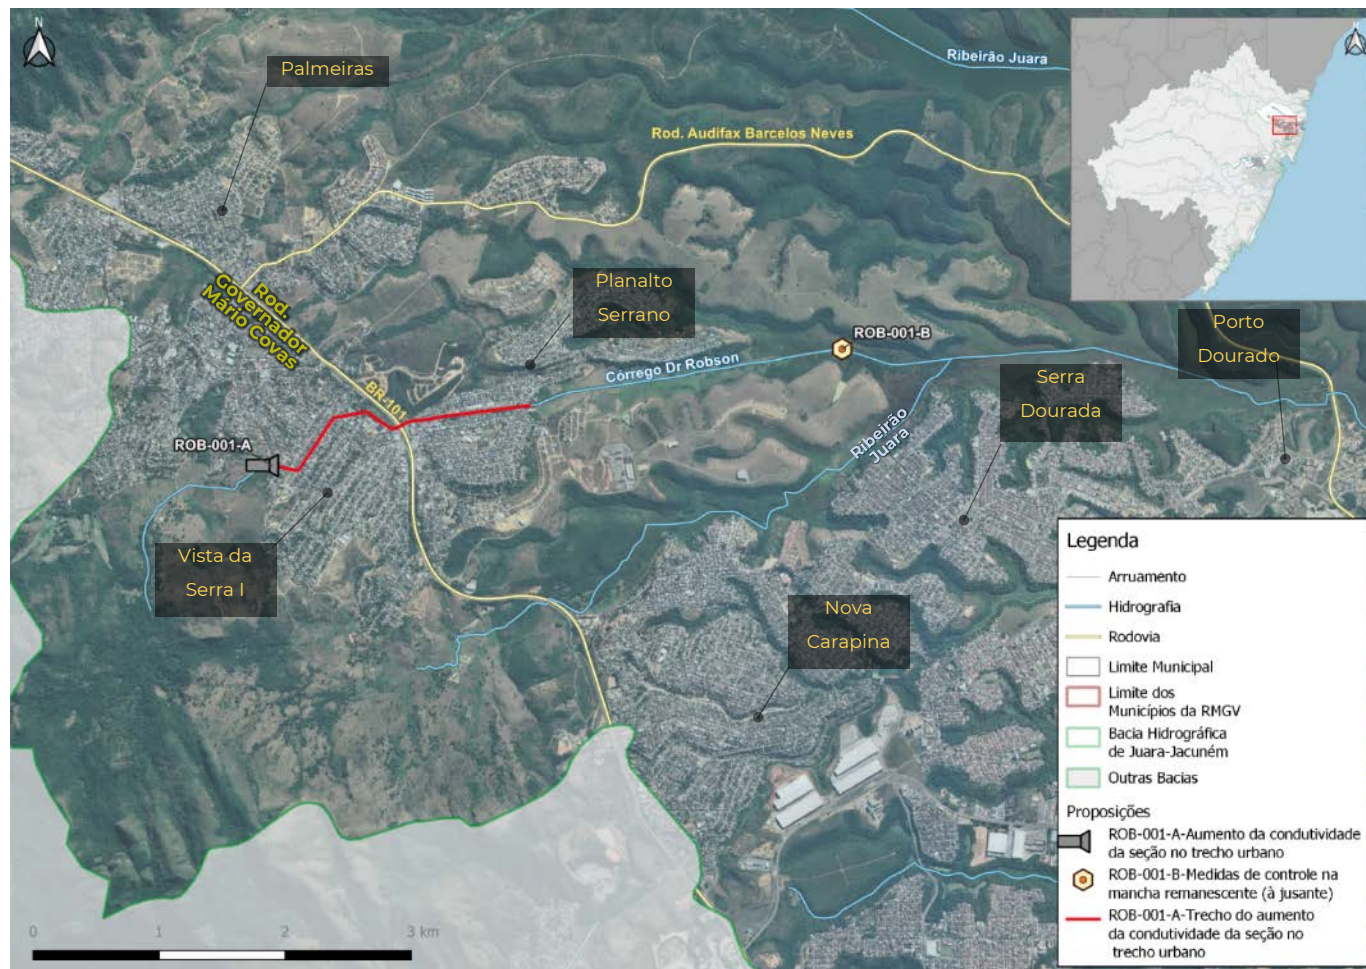 N
Palmeiras
Ribeirão Juara
N
Rod. Audifax Barcelos Neves
Rod.
Governador
Mário Covas
Planalto
Serrano
ROB-001-B
Porto
Dourado
Córrego Dr Robson
Serra
Dourada
BR-101
Ribeirão
Juara
ROB-001-A
Vista da
Serra I
Nova
Carapina
Legenda
Arruamento
Hidrografia
Rodovia
Limite Municipal
Limite dos
Municípios da RMGV
Bacia Hidrográfica
de Juara-Jacuném
Outras Bacias
Proposições
ROB-001-A-Aumento da condutividade
da seção no trecho urbano
ROB-001-B-Medidas de controle na
mancha remanescente (à jusante)
ROB-001-A-Trecho do aumento
da condutividade da seção no
trecho urbano
0 1 2 3 km